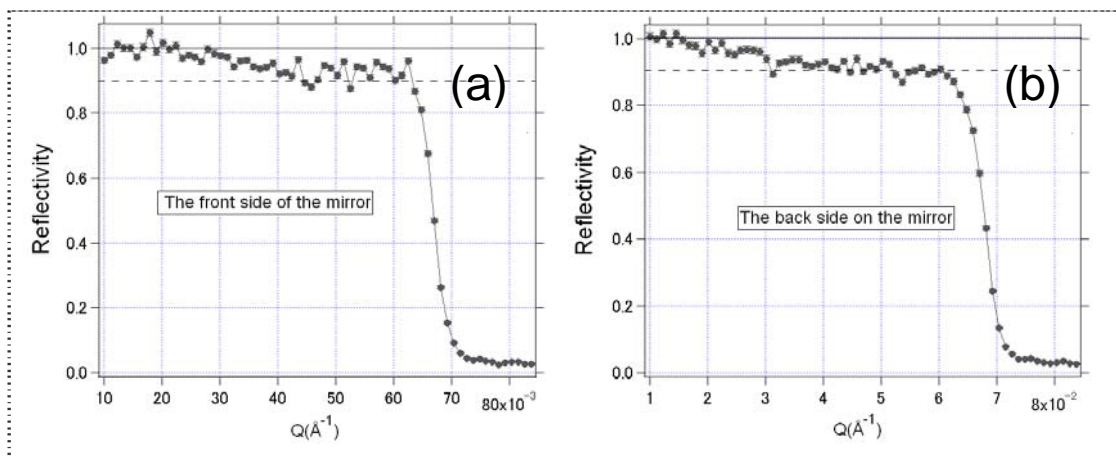 (a)
1.0
0.8
0.6
0.4
0.2
0.0
Reflectivity
The front side of the mirror
10 20 30 40 50 60 70 80x10⁻³
Q(Å⁻¹)
(b)
1.0
0.8
0.6
0.4
0.2
0.0
Reflectivity
The back side on the mirror
1 2 3 4 5 6 7 8x10⁻²
Q(Å⁻¹)